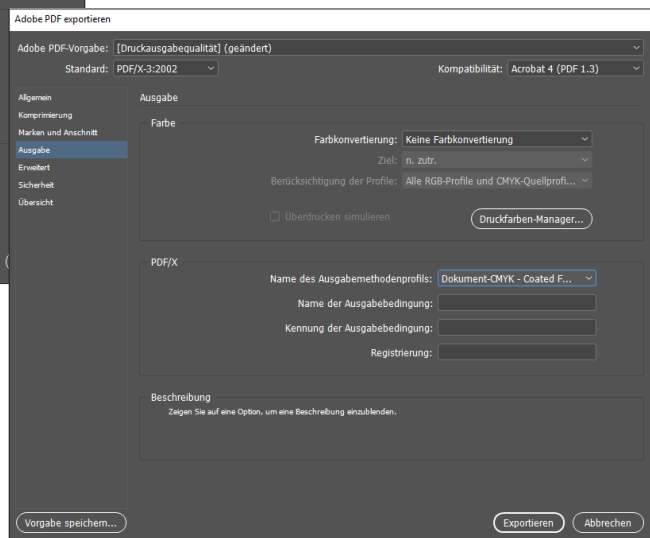 Adobe PDF exportieren
Adobe PDF-Vorgabe: [Druckausgabequalität] (geändert)
Standard: PDF/X-3:2002 Kompatibilität: Acrobat 4 (PDF 1.3)
Allgemein
Komprimierung
Marken und Anschnitt
Ausgabe
Erweitert
Sicherheit
Übersicht
Ausgabe
Farbe
Farbkonvertierung: Keine Farbkonvertierung
Ziel: n. zutr.
Berücksichtigung der Profile: Alle RGB-Profile und CMYK-Quellprofi...
Überdrucken simulieren Druckfarben-Manager...
PDF/X
Name des Ausgabemethodenprofils: Dokument-CMYK - Coated F...
Name der Ausgabebedingung:
Kennung der Ausgabebedingung:
Registrierung:
Beschreibung
Zeigen Sie auf eine Option, um eine Beschreibung einzublenden.
Vorgabe speichern... Exportieren Abbrechen